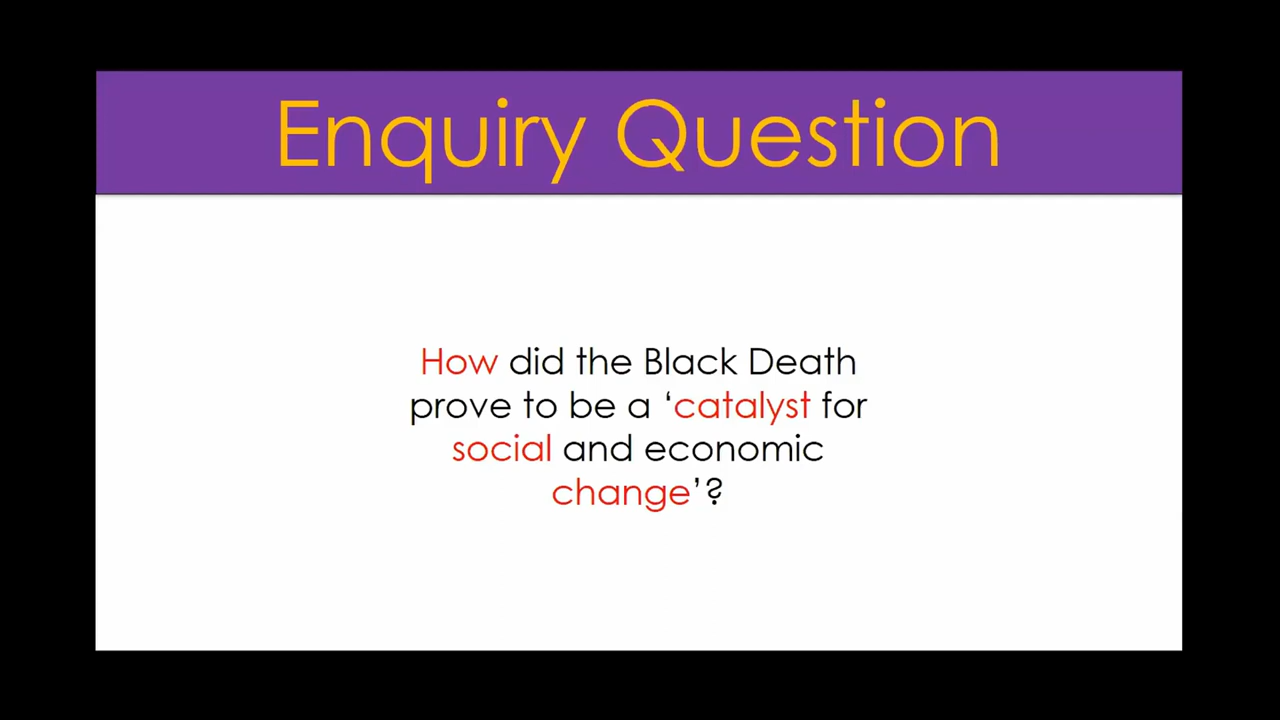 Enquiry Question
How did the Black Death
prove to be a ‘catalyst for
social and economic
change’?